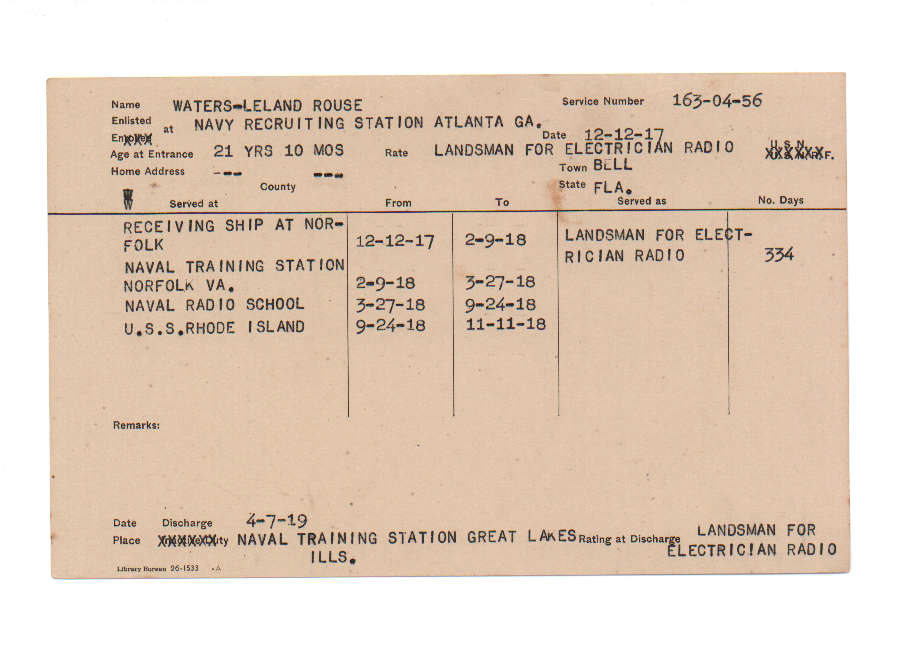 Name WATERS-LELAND ROUSE Service Number 163-04-56
Enlisted at NAVY RECRUITING STATION ATLANTA GA. Date 12-12-17
Age at Entrance 21 YRS 10 MOS Rate LANDSMAN FOR ELECTRICIAN RADIO U.S.N.
Home Address --- --- Town BELL
County State FLA.
Served at From To Served as No. Days
RECEIVING SHIP AT NOR-
FOLK 12-12-17 2-9-18 LANDSMAN FOR ELECT-
RICIAN RADIO 334
NAVAL TRAINING STATION
NORFOLK VA. 2-9-18 3-27-18
NAVAL RADIO SCHOOL 3-27-18 9-24-18
U.S.S.RHODE ISLAND 9-24-18 11-11-18
Remarks:
Date Discharge 4-7-19
Place NAVAL TRAINING STATION GREAT LAKES Rating at Discharge LANDSMAN FOR
ILLS. ELECTRICIAN RADIO
Library Bureau 26-1533